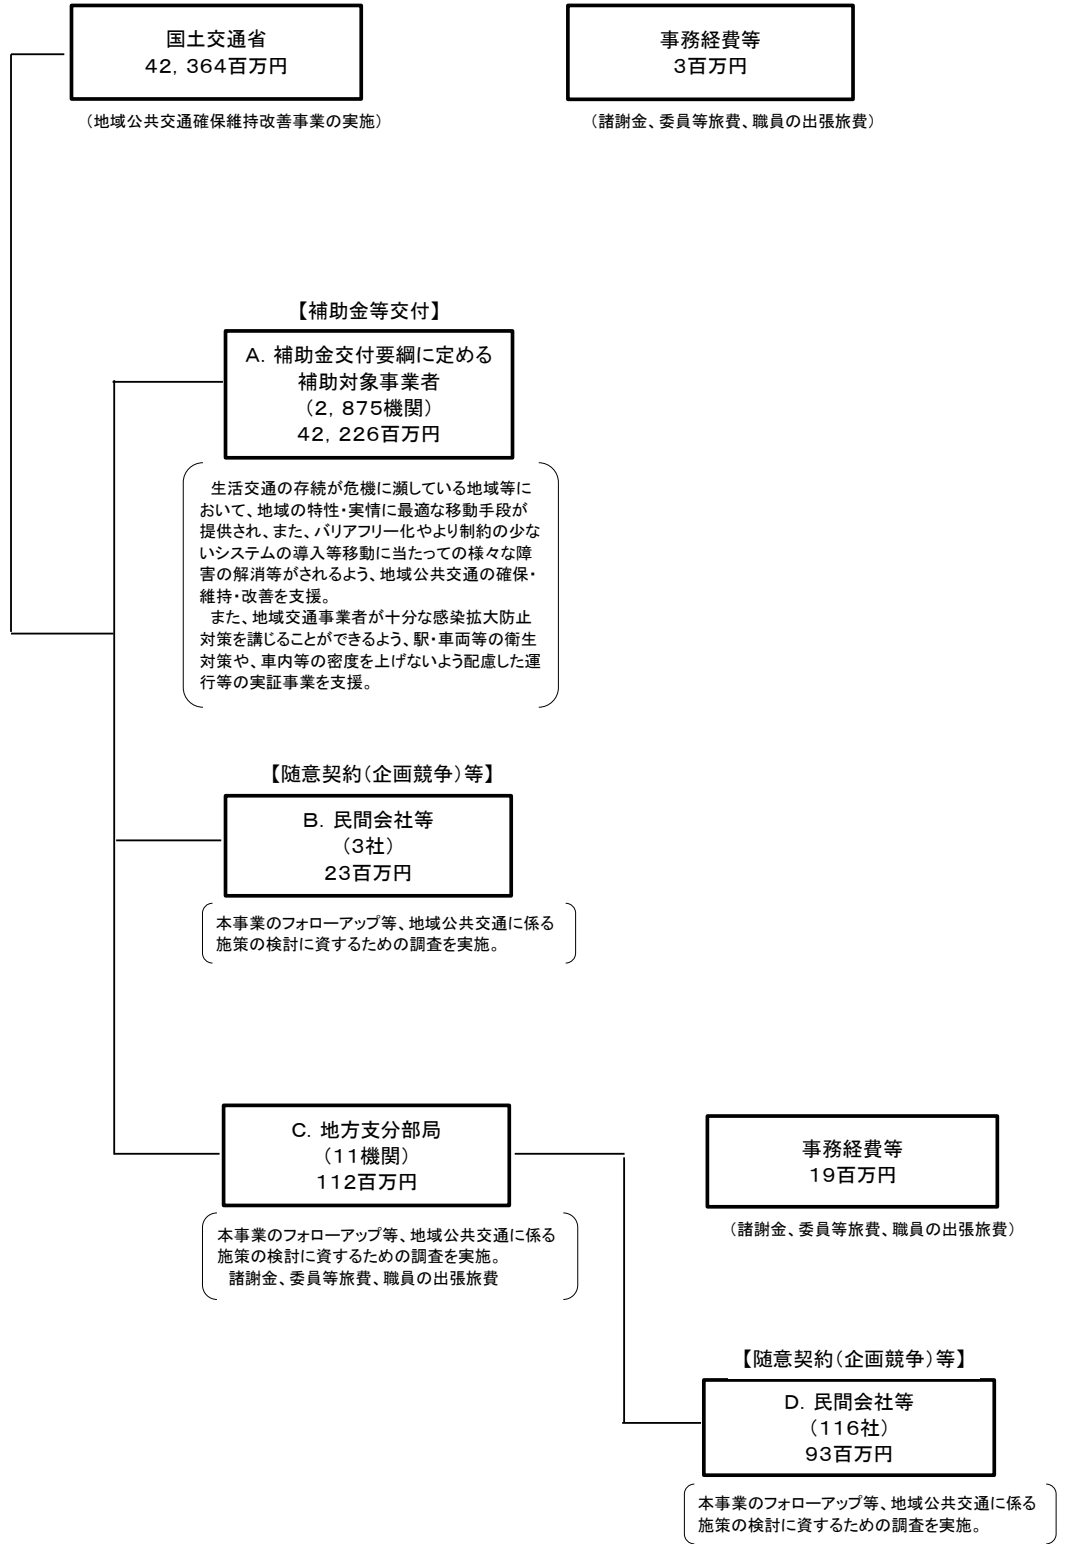 国土交通省
42，364百万円
（地域公共交通確保維持改善事業の実施）
事務経費等
3百万円
（諸謝金、委員等旅費、職員の出張旅費）
【補助金等交付】
A．補助金交付要綱に定める
補助対象事業者
（2，875機関）
42，226百万円
生活交通の存続が危機に瀕している地域等に
おいて、地域の特性・実情に最適な移動手段が
提供され、また、バリアフリー化やより制約の少な
いシステムの導入等移動に当たっての様々な障
害の解消等がされるよう、地域公共交通の確保・
維持・改善を支援。
また、地域交通事業者が十分な感染拡大防止
対策を講じることができるよう、駅・車両等の衛生
対策や、車内等の密度を上げないよう配慮した運
行等の実証事業を支援。
【随意契約（企画競争）等】
B．民間会社等
（3社）
23百万円
本事業のフォローアップ等、地域公共交通に係る
施策の検討に資するための調査を実施。
C．地方支分部局
（11機関）
112百万円
本事業のフォローアップ等、地域公共交通に係る
施策の検討に資するための調査を実施。
諸謝金、委員等旅費、職員の出張旅費
事務経費等
19百万円
（諸謝金、委員等旅費、職員の出張旅費）
【随意契約（企画競争）等】
D．民間会社等
（116社）
93百万円
本事業のフォローアップ等、地域公共交通に係る
施策の検討に資するための調査を実施。